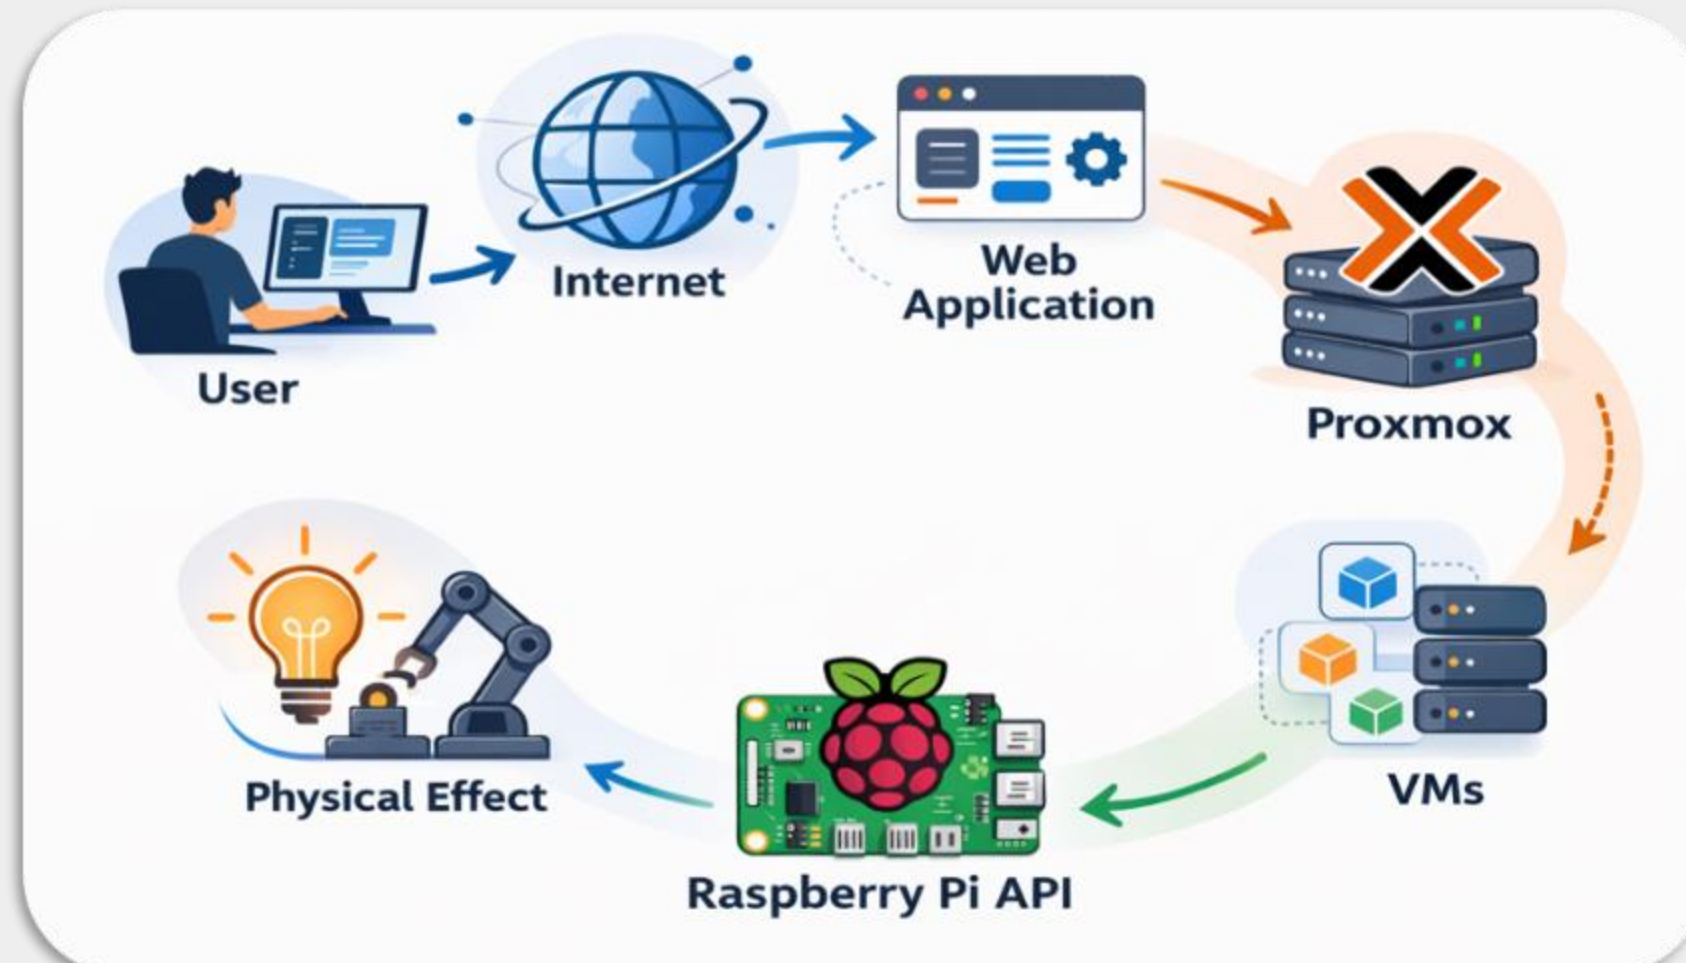 User
Internet
Web
Application
Proxmox
VMs
Raspberry Pi API
Physical Effect